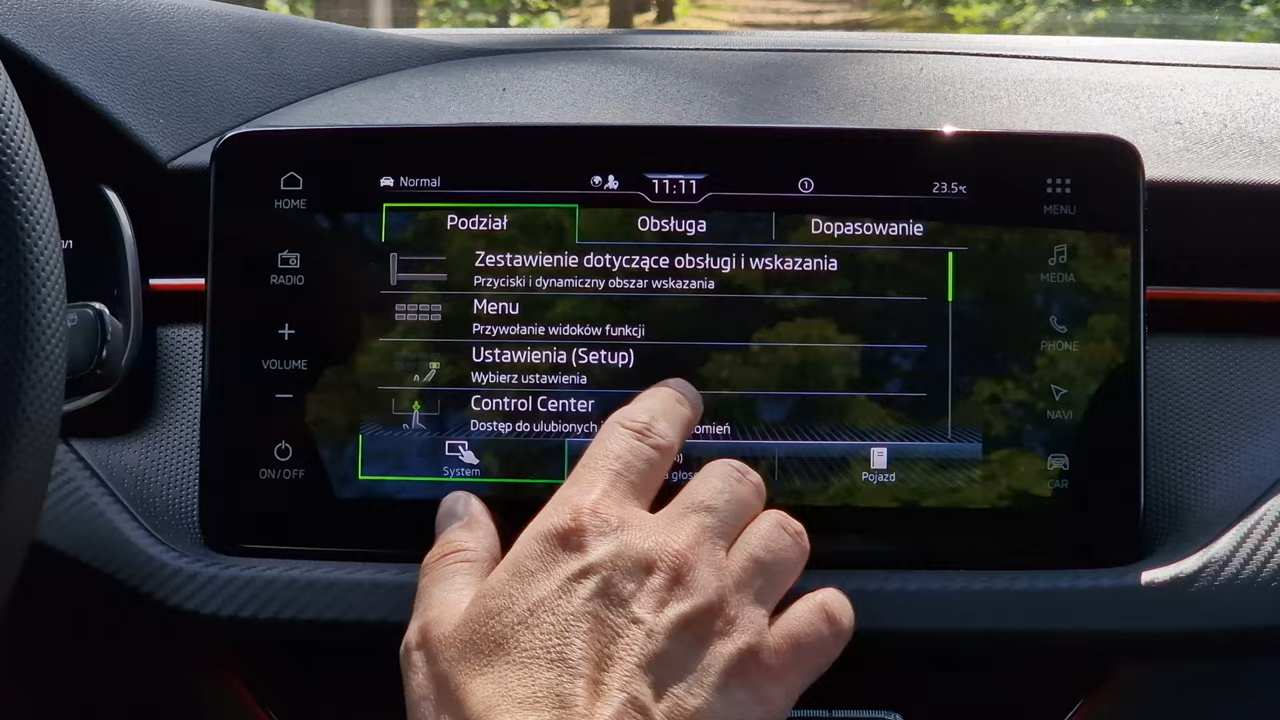 Normal
11:11
1
23.5°C
HOME
RADIO
VOLUME
ON/OFF
Podział
Obsługa
Dopasowanie
Zestawienie dotyczące obsługi i wskazania
Przyciski i dynamiczny obszar wskazania
Menu
Przywołanie widoków funkcji
Ustawienia (Setup)
Wybierz ustawienia
Control Center
Dostęp do ulubionych i
System
Pojazd
MENU
MEDIA
PHONE
NAVI
CAR